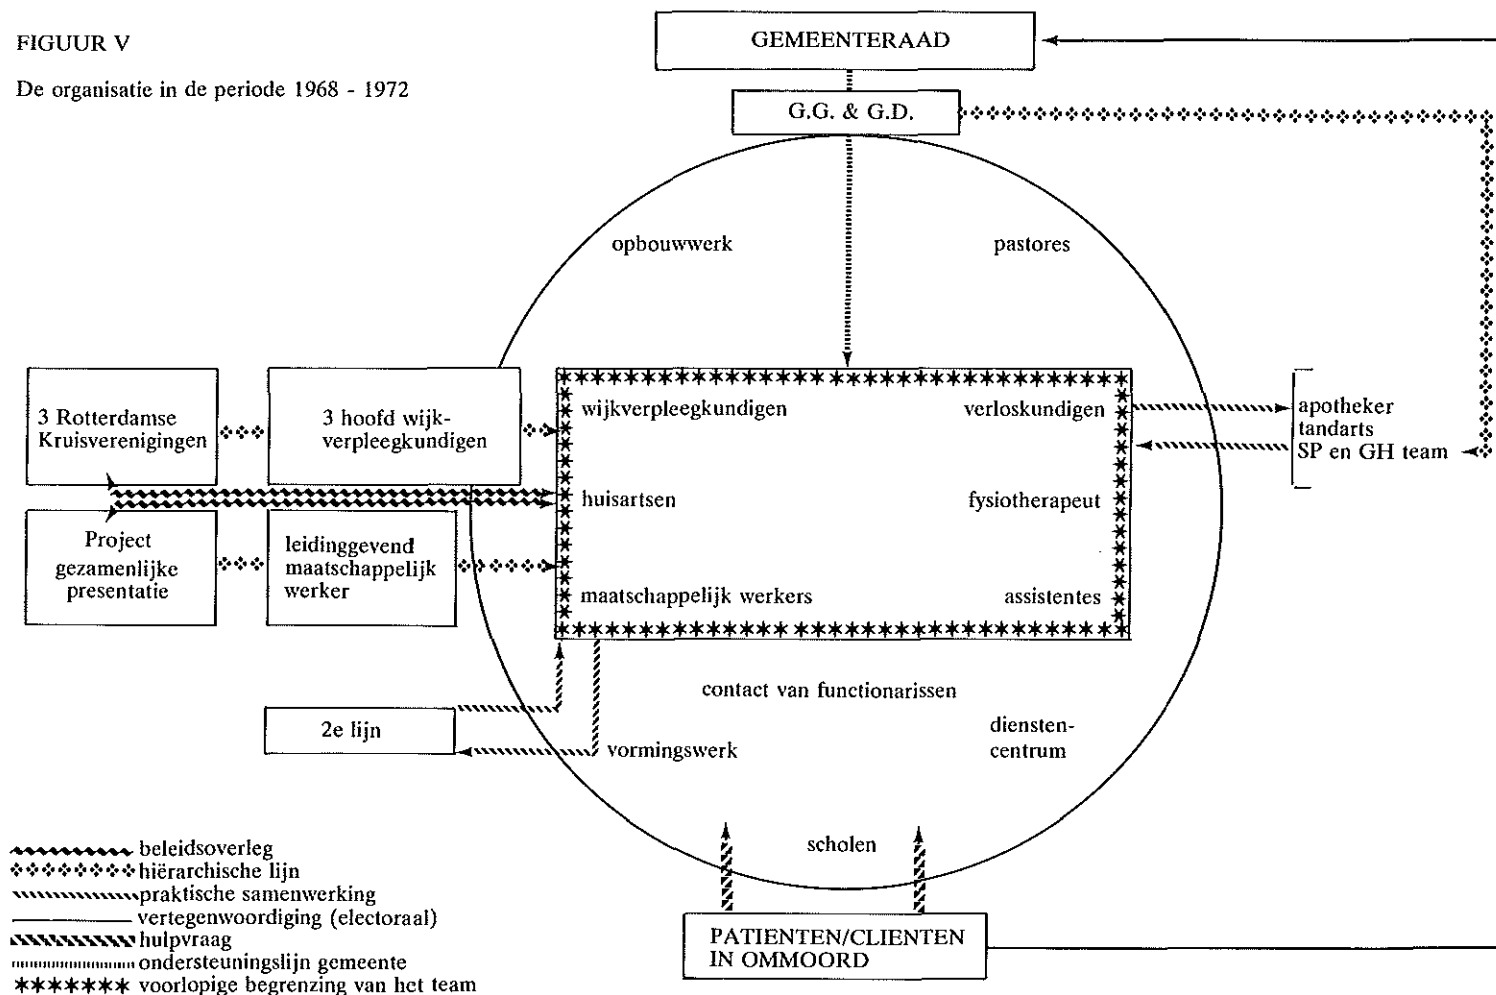 FIGUUR V
De organisatie in de periode 1968 - 1972
GEMEENTERAAD
G.G. & G.D.
opbouwwerk
pastores
3 Rotterdamse
Kruisverenigingen
3 hoofd wijk-
verpleegkundigen
wijkverpleegkundigen
verloskundigen
apotheker
tandarts
SP en GH team
huisartsen
fysiotherapeut
Project
gezamenlijke
presentatie
leidinggevend
maatschappelijk
werker
maatschappelijk werkers
assistentes
contact van functionarissen
2e lijn
vormingswerk
diensten-
centrum
scholen
PATIENTEN/CLIENTEN
IN OMMOORD
beleidsoverleg
hiërarchische lijn
praktische samenwerking
vertegenwoordiging (electoraal)
hulpvraag
ondersteuningslijn gemeente
voorlopige begrenzing van het team